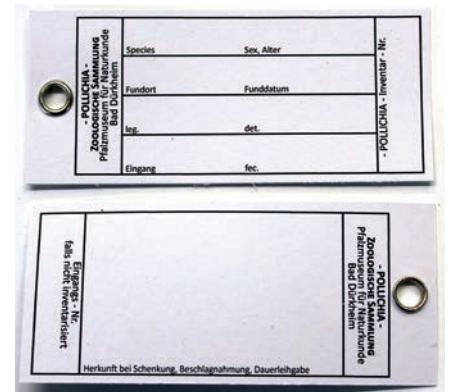 - POLLICHIA -
ZOOLOGISCHE SAMMLUNG
Pfalzmuseum für Naturkunde
Bad Dürkheim
Species Sex, Alter
Fundort Funddatum
leg. det.
Eingang fec.
- POLLICHIA - Inventar - Nr.
Eingangs - Nr.
falls nicht inventarisiert
Herkunft bei Schenkung, Beschlagnahmung, Dauerleihgabe
- POLLICHIA -
ZOOLOGISCHE SAMMLUNG
Pfalzmuseum für Naturkunde
Bad Dürkheim